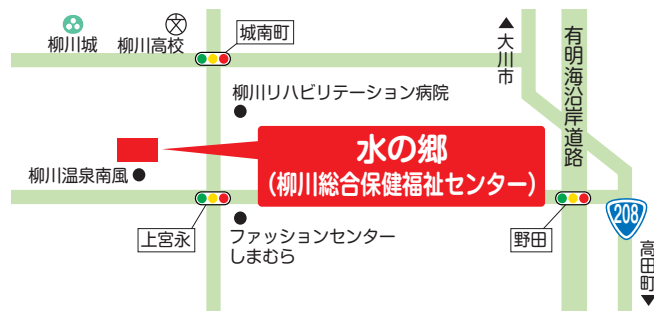 城南町
柳川城
柳川高校
▲大川市
有明海沿岸道路
柳川リハビリテーション病院
水の郷
(柳川総合保健福祉センター)
柳川温泉南風
上宮永
ファッションセンター
しまむら
野田
208
高田町▼